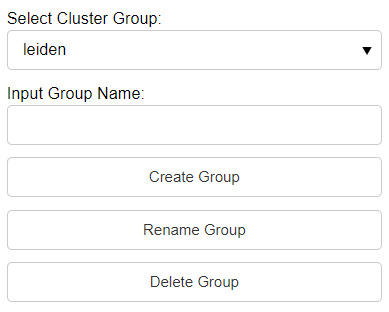 Select Cluster Group:
leiden
Input Group Name:
Create Group
Rename Group
Delete Group